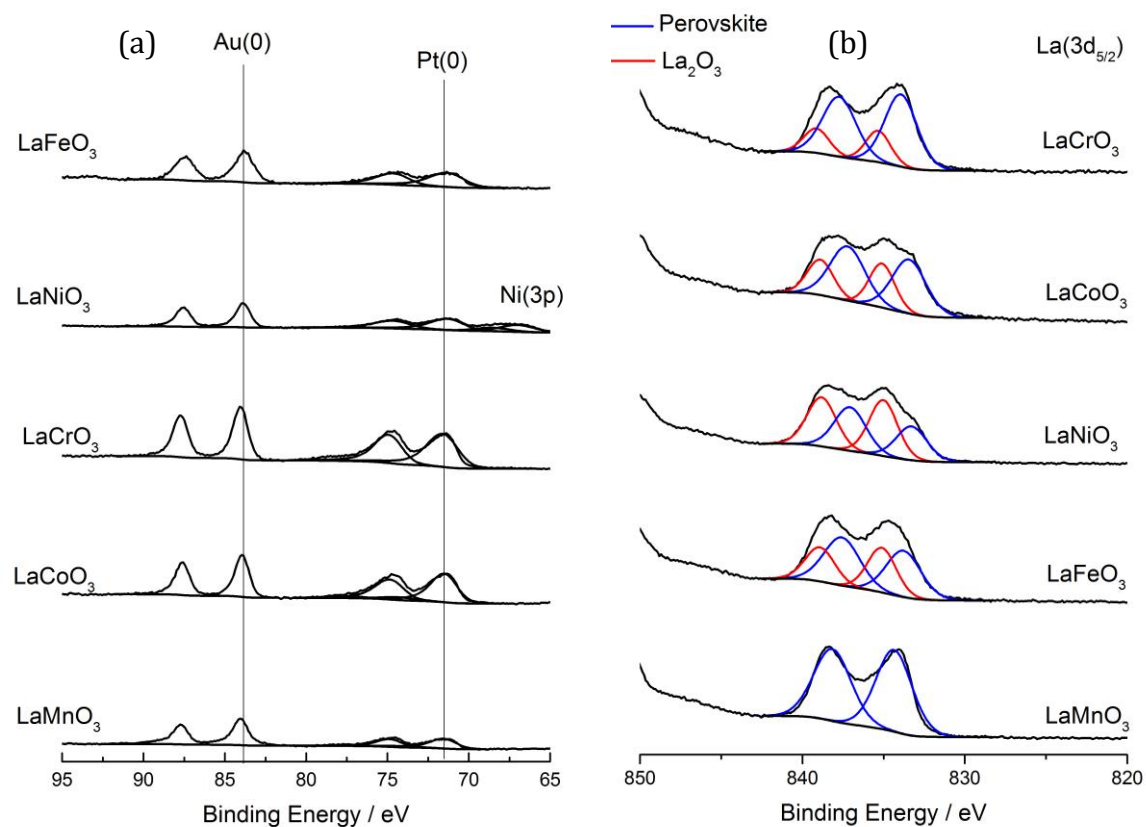 (a)
Au(0)
Pt(0)
LaFeO₃
LaNiO₃
Ni(3p)
LaCrO₃
LaCoO₃
LaMnO₃
95 90 85 80 75 70 65
Binding Energy / eV
Perovskite
La₂O₃
(b)
La(3d₅/₂)
LaCrO₃
LaCoO₃
LaNiO₃
LaFeO₃
LaMnO₃
850 840 830 820
Binding Energy / eV